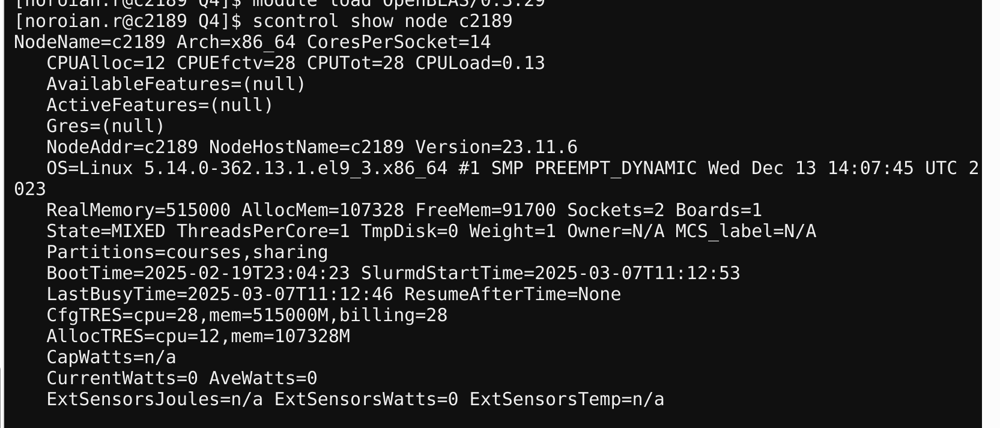 [noroian.r@c2189 Q4]$ module load OpenBLAS/0.3.29
[noroian.r@c2189 Q4]$ scontrol show node c2189
NodeName=c2189 Arch=x86_64 CoresPerSocket=14
   CPUAlloc=12 CPUEfctv=28 CPUTot=28 CPULoad=0.13
   AvailableFeatures=(null)
   ActiveFeatures=(null)
   Gres=(null)
   NodeAddr=c2189 NodeHostName=c2189 Version=23.11.6
   OS=Linux 5.14.0-362.13.1.el9_3.x86_64 #1 SMP PREEMPT_DYNAMIC Wed Dec 13 14:07:45 UTC 2
023
   RealMemory=515000 AllocMem=107328 FreeMem=91700 Sockets=2 Boards=1
   State=MIXED ThreadsPerCore=1 TmpDisk=0 Weight=1 Owner=N/A MCS_label=N/A
   Partitions=courses,sharing
   BootTime=2025-02-19T23:04:23 SlurmdStartTime=2025-03-07T11:12:53
   LastBusyTime=2025-03-07T11:12:46 ResumeAfterTime=None
   CfgTRES=cpu=28,mem=515000M,billing=28
   AllocTRES=cpu=12,mem=107328M
   CapWatts=n/a
   CurrentWatts=0 AveWatts=0
   ExtSensorsJoules=n/a ExtSensorsWatts=0 ExtSensorsTemp=n/a